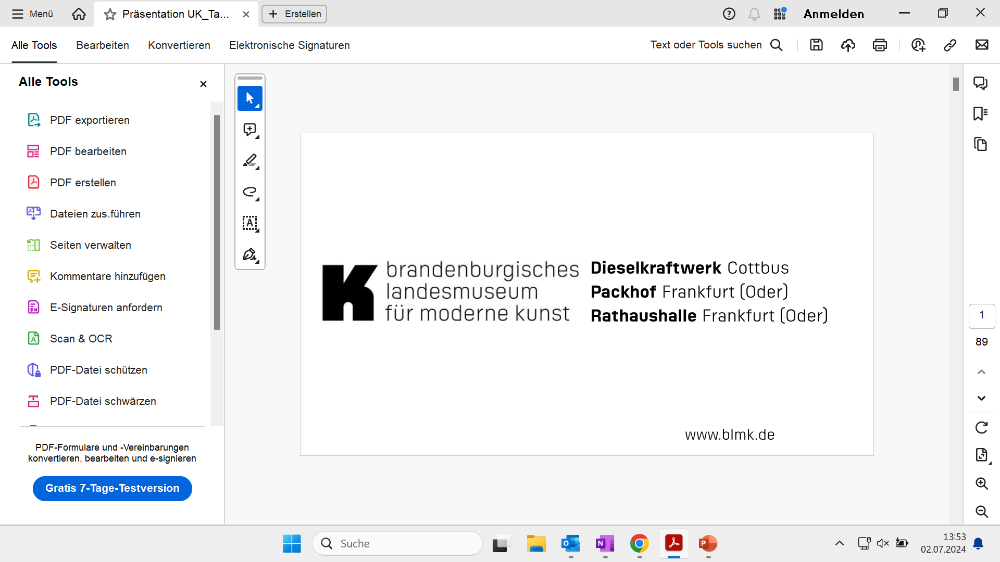 Menü
Präsentation UK_Ta...
Erstellen
Anmelden
Alle Tools
Bearbeiten
Konvertieren
Elektronische Signaturen
Text oder Tools suchen
Alle Tools
PDF exportieren
PDF bearbeiten
PDF erstellen
Dateien zus.führen
Seiten verwalten
Kommentare hinzufügen
E-Signaturen anfordern
Scan & OCR
PDF-Datei schützen
PDF-Datei schwärzen
PDF-Formulare und -Vereinbarungen
konvertieren, bearbeiten und e-signieren
Gratis 7-Tage-Testversion
K
brandenburgisches
landesmuseum
für moderne kunst
Dieselkraftwerk Cottbus
Packhof Frankfurt (Oder)
Rathaushalle Frankfurt (Oder)
www.blmk.de
1
89
Suche
13:53
02.07.2024